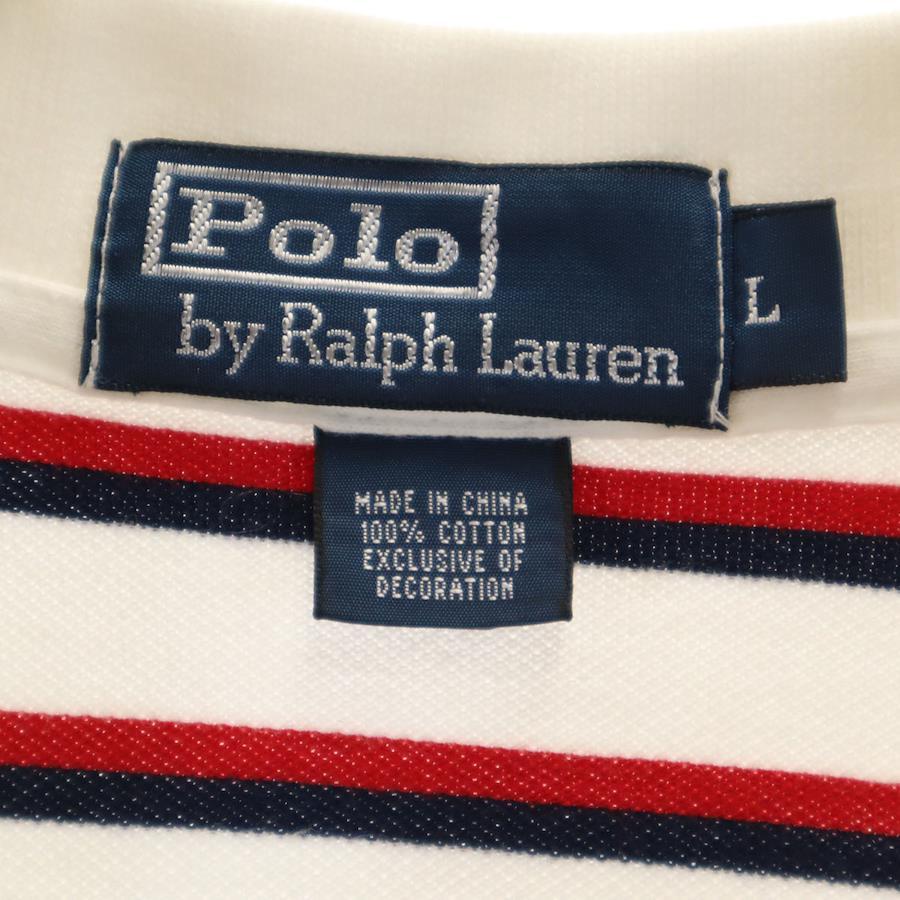 Polo
by Ralph Lauren
L
MADE IN CHINA
100% COTTON
EXCLUSIVE OF
DECORATION